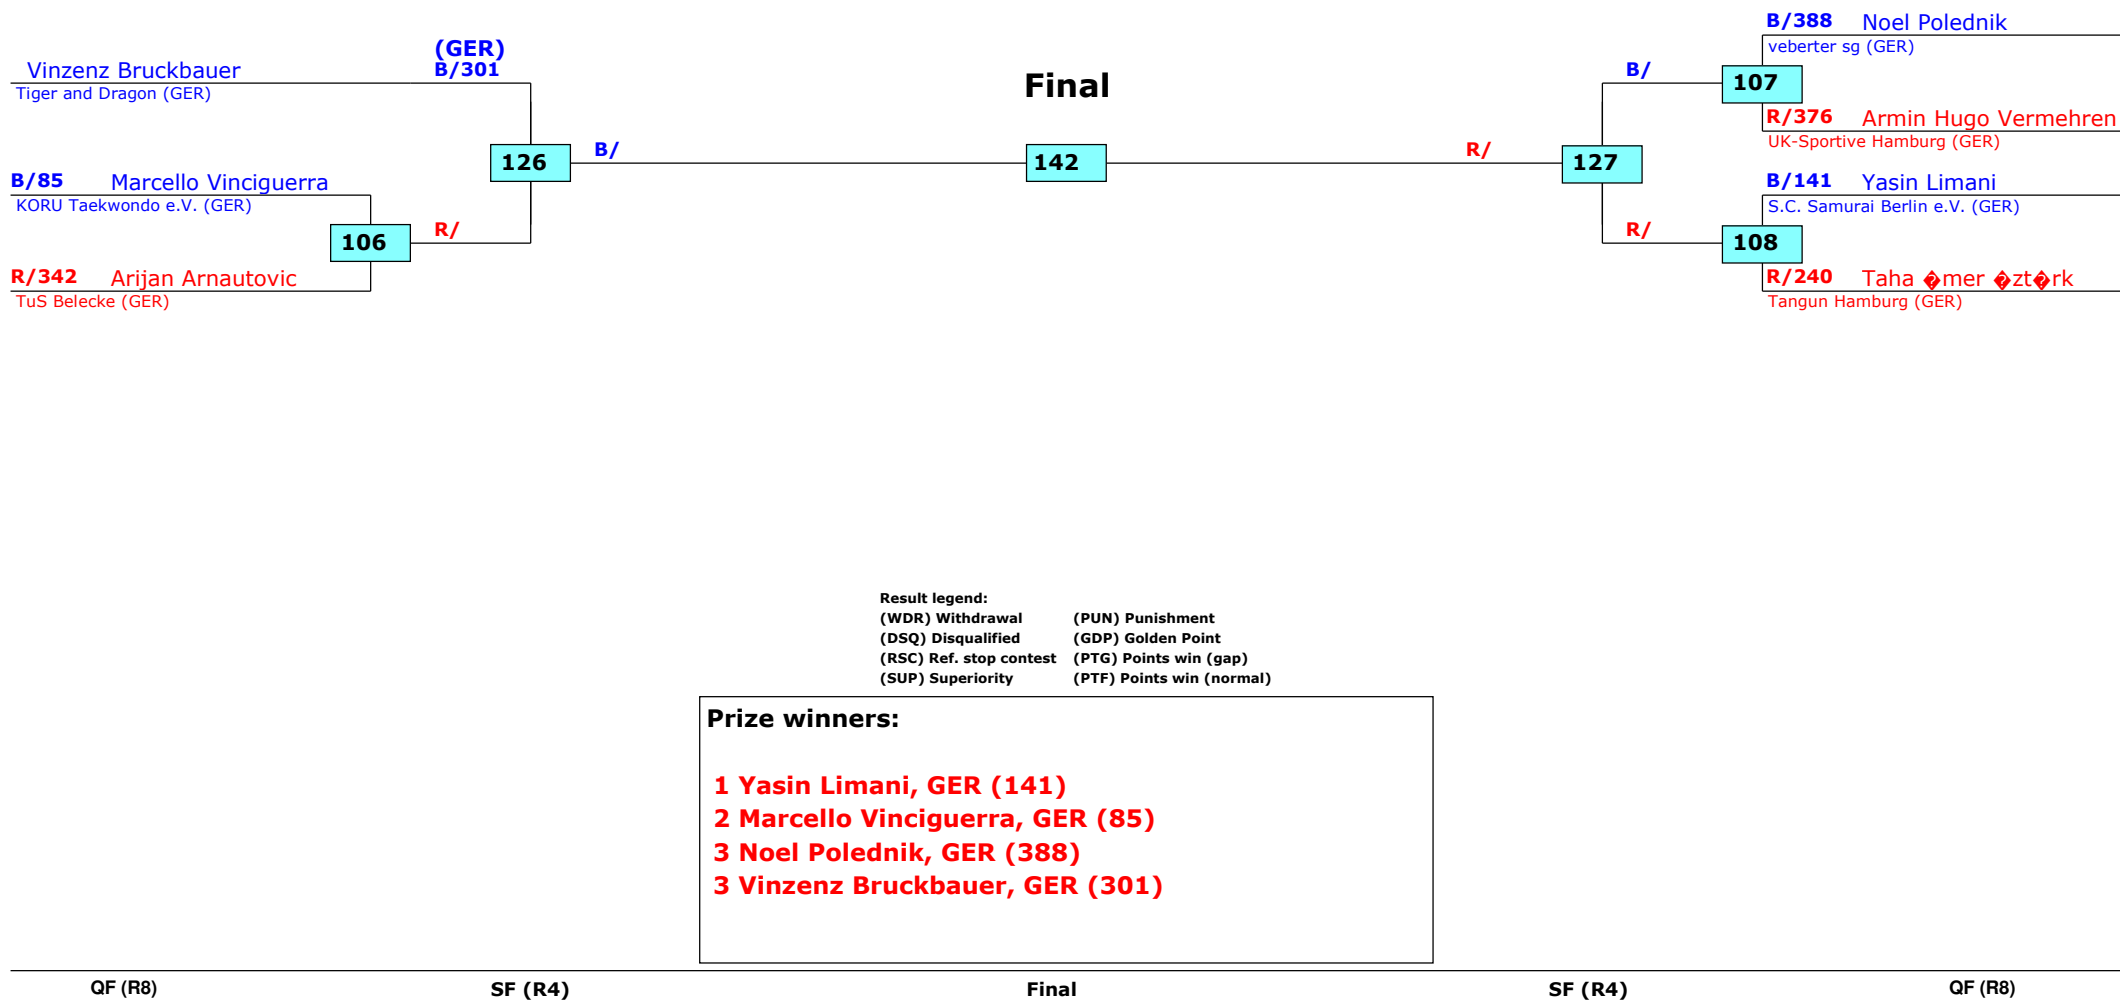 B/388 Noel Polednik
veberter sg (GER)
(GER)
Vinzenz Bruckbauer B/301
Tiger and Dragon (GER)
Final
B/
107
R/376 Armin Hugo Vermehren
UK-Sportive Hamburg (GER)
126
B/
142
R/
127
B/85 Marcello Vinciguerra
KORU Taekwondo e.V. (GER)
B/141 Yasin Limani
S.C. Samurai Berlin e.V. (GER)
106
R/
R/
108
R/342 Arijan Arnautovic
TuS Belecke (GER)
R/240 Taha �mer �zt�rk
Tangun Hamburg (GER)
Result legend:
(WDR) Withdrawal (PUN) Punishment
(DSQ) Disqualified (GDP) Golden Point
(RSC) Ref. stop contest (PTG) Points win (gap)
(SUP) Superiority (PTF) Points win (normal)
Prize winners:
1 Yasin Limani, GER (141)
2 Marcello Vinciguerra, GER (85)
3 Noel Polednik, GER (388)
3 Vinzenz Bruckbauer, GER (301)
QF (R8) SF (R4) Final SF (R4) QF (R8)